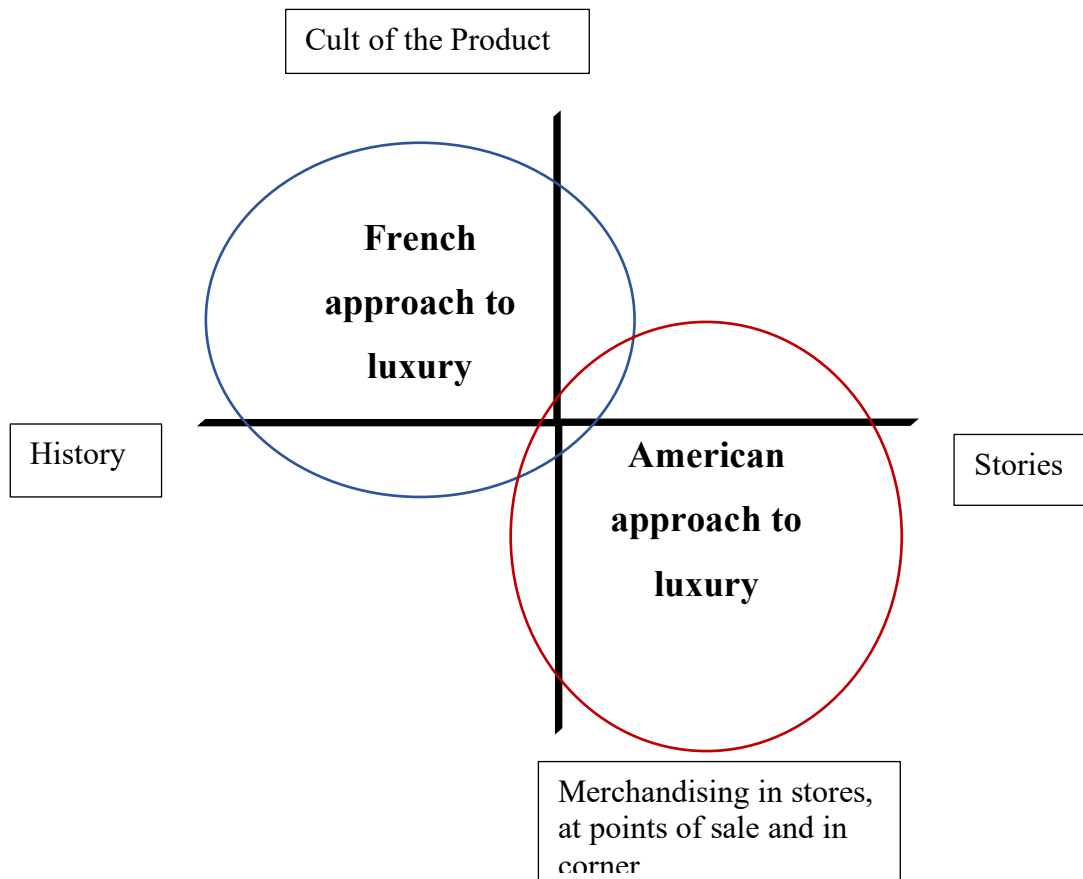 Cult of the Product
French
approach to
luxury
History
American
approach to
luxury
Stories
Merchandising in stores,
at points of sale and in
corner